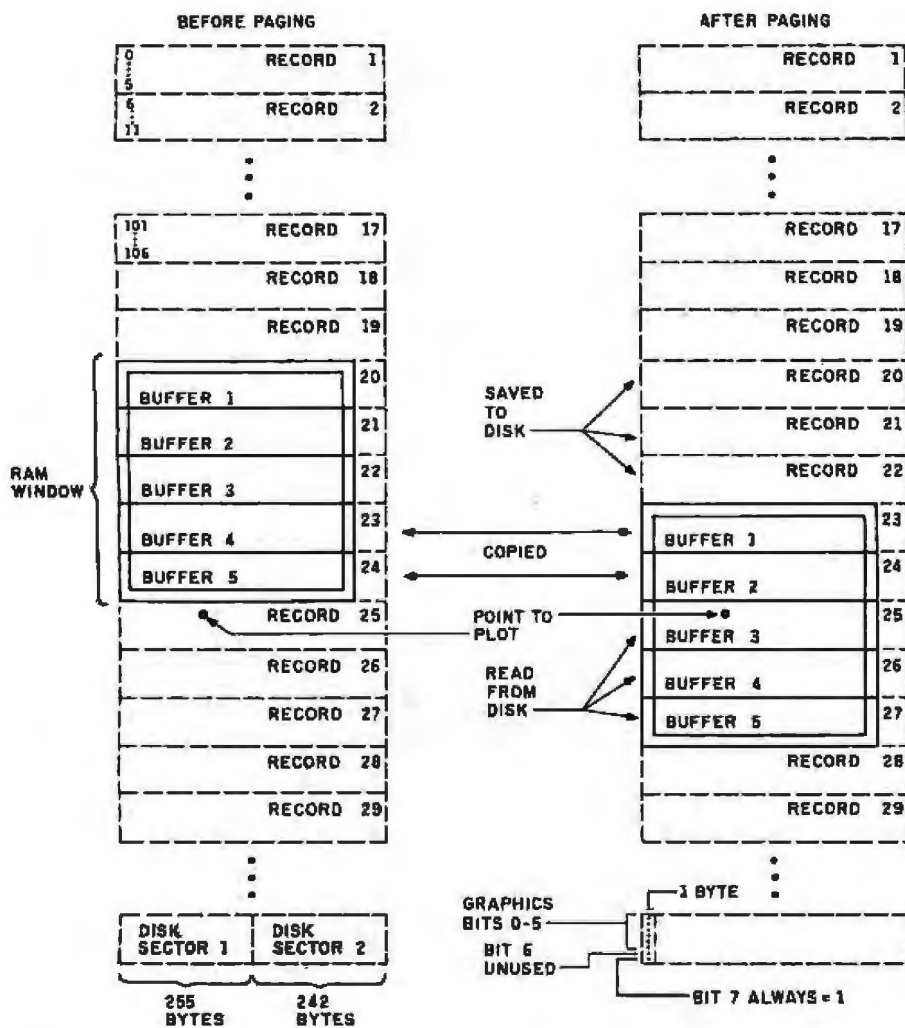 BEFORE PAGING
0
5
RECORD 1
6
11
RECORD 2
101
106
RECORD 17
RECORD 18
RECORD 19
RAM
WINDOW
BUFFER 1
20
BUFFER 2
21
BUFFER 3
22
BUFFER 4
23
BUFFER 5
24
RECORD 25
RECORD 26
RECORD 27
RECORD 28
RECORD 29
DISK
SECTOR 1
DISK
SECTOR 2
255
BYTES
242
BYTES
SAVED
TO
DISK
COPIED
POINT TO
PLOT
READ
FROM
DISK
AFTER PAGING
RECORD 1
RECORD 2
RECORD 17
RECORD 18
RECORD 19
RECORD 20
RECORD 21
RECORD 22
23
BUFFER 1
24
BUFFER 2
25
BUFFER 3
26
BUFFER 4
27
BUFFER 5
RECORD 28
RECORD 29
1 BYTE
GRAPHICS
BITS 0-5
BIT 6
UNUSED
BIT 7 ALWAYS = 1